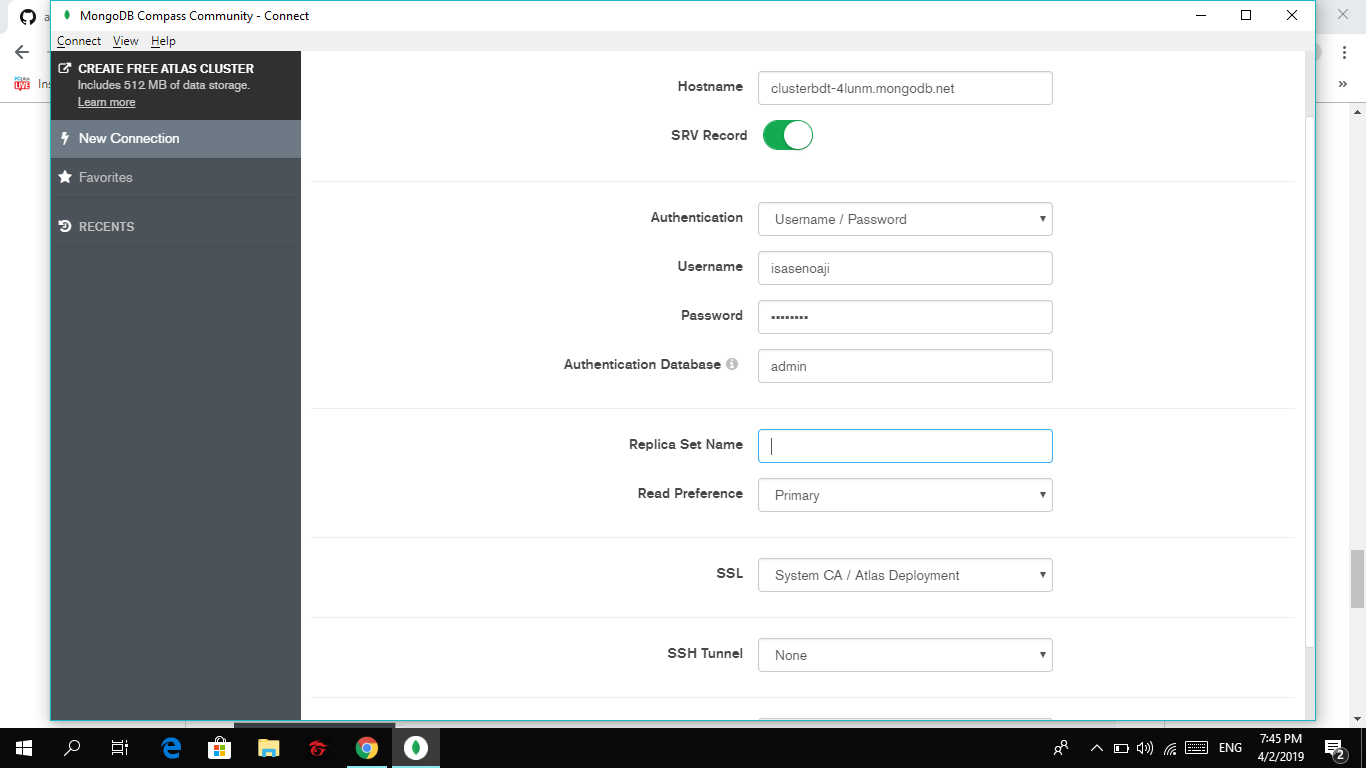 a
MongoDB Compass Community - Connect
Connect View Help
CREATE FREE ATLAS CLUSTER
Includes 512 MB of data storage.
Learn more
New Connection
Favorites
RECENTS
PCplus LIVE Ins
»
Hostname clusterbdt-4lunm.mongodb.net
SRV Record
Authentication Username / Password
Username isasenoaji
Password ••••••••
Authentication Database admin
Replica Set Name
Read Preference Primary
SSL System CA / Atlas Deployment
SSH Tunnel None
ENG
7:45 PM
4/2/2019
2